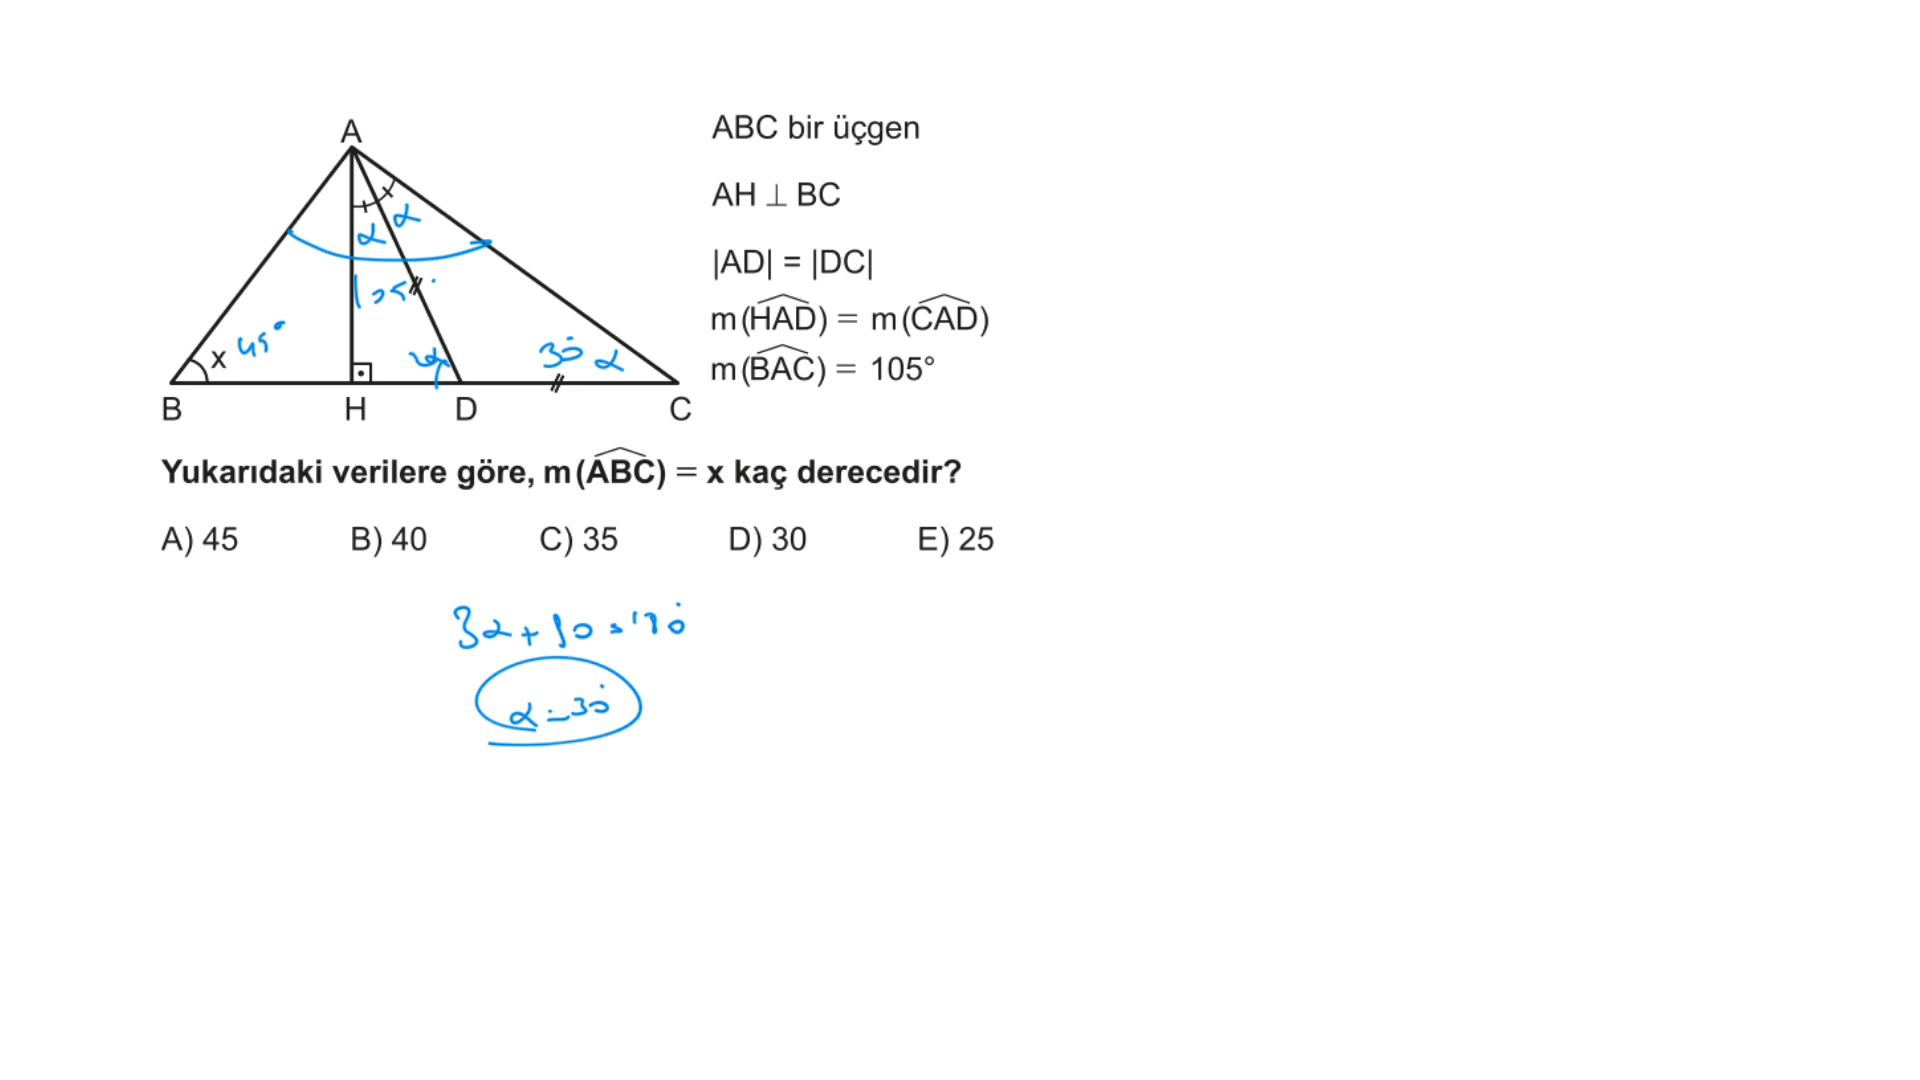 A
ABC bir üçgen
AH ⊥ BC
α
α
|AD| = |DC|
105°
m(HAD) = m(CAD)
x 45°
2α
30° α
m(BAC) = 105°
B
H
D
C
Yukarıdaki verilere göre, m(ABC) = x kaç derecedir?
A) 45 B) 40 C) 35 D) 30 E) 25
3α + 90 = 180
α = 30°